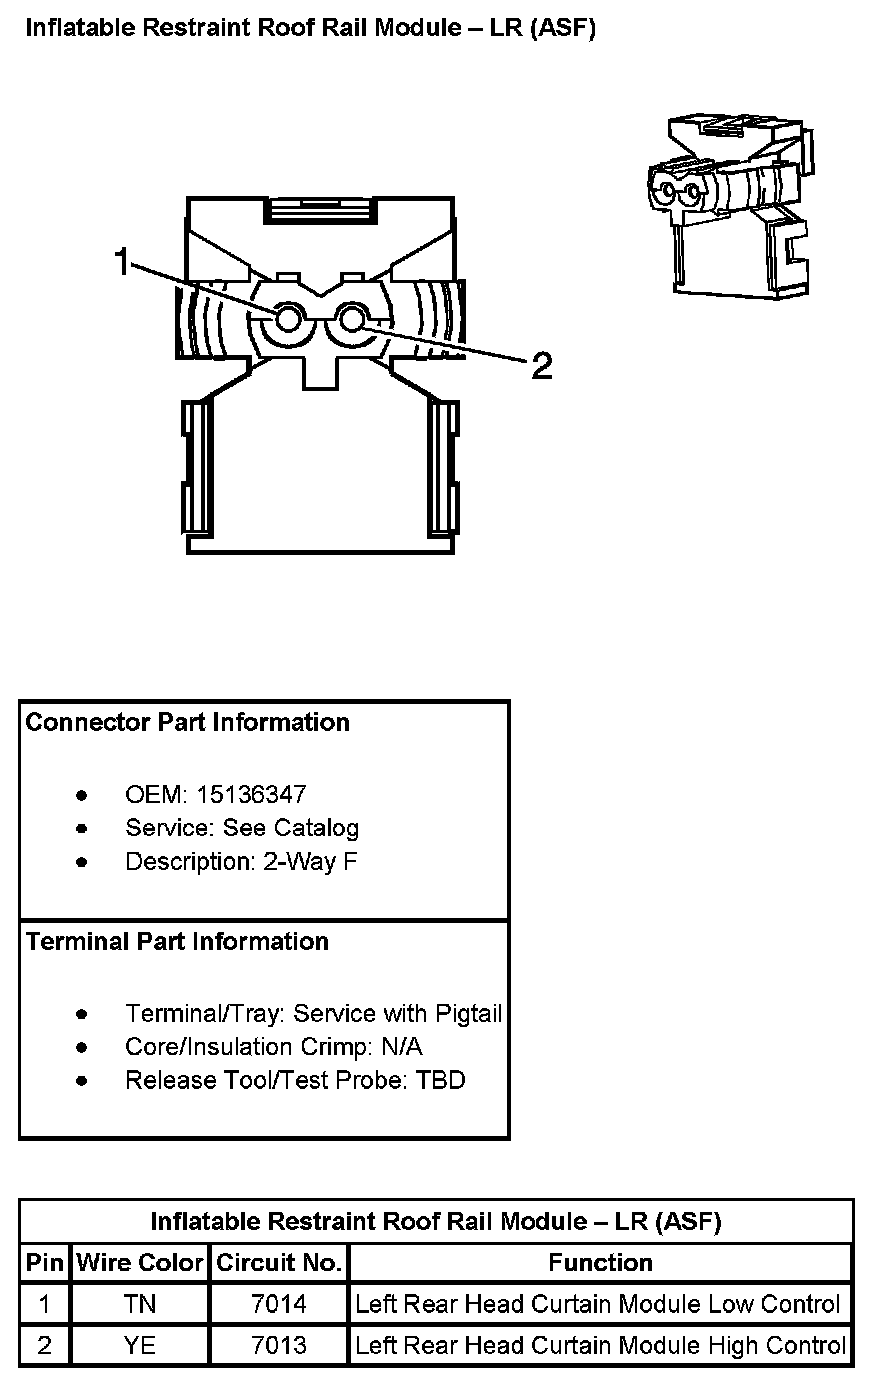 Inflatable Restraint Roof Rail Module – LR (ASF)
1
2
Connector Part Information
• OEM: 15136347
• Service: See Catalog
• Description: 2-Way F
Terminal Part Information
• Terminal/Tray: Service with Pigtail
• Core/Insulation Crimp: N/A
• Release Tool/Test Probe: TBD
Inflatable Restraint Roof Rail Module – LR (ASF)
Pin Wire Color Circuit No. Function
1 TN 7014 Left Rear Head Curtain Module Low Control
2 YE 7013 Left Rear Head Curtain Module High Control